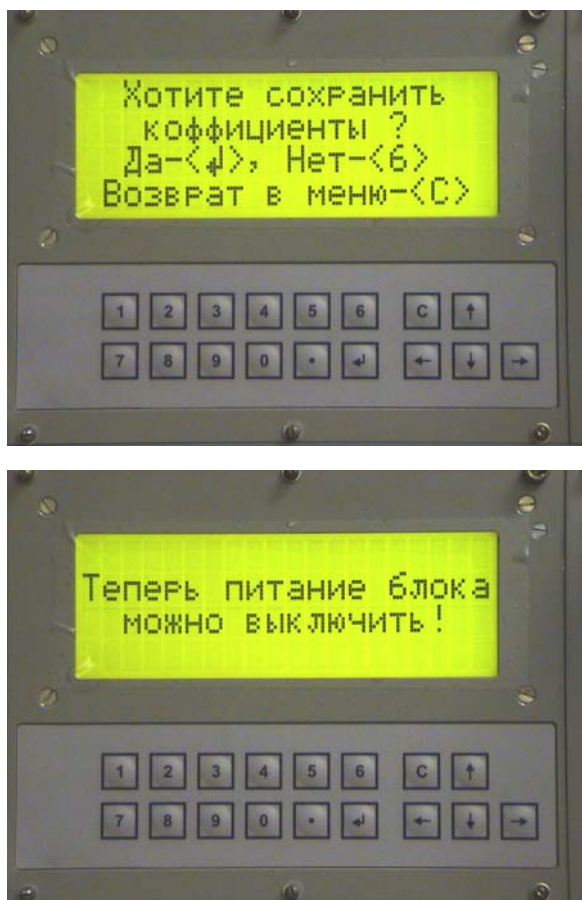 Хотите сохранить
коффициенты ?
Да-<↲>, Нет-<6>
Возврат в меню-<С>
1 2 3 4 5 6 C ↑
7 8 9 0 · ↲ ← ↓ →
Теперь питание блока
можно выключить!
1 2 3 4 5 6 C ↑
7 8 9 0 · ↲ ← ↓ →